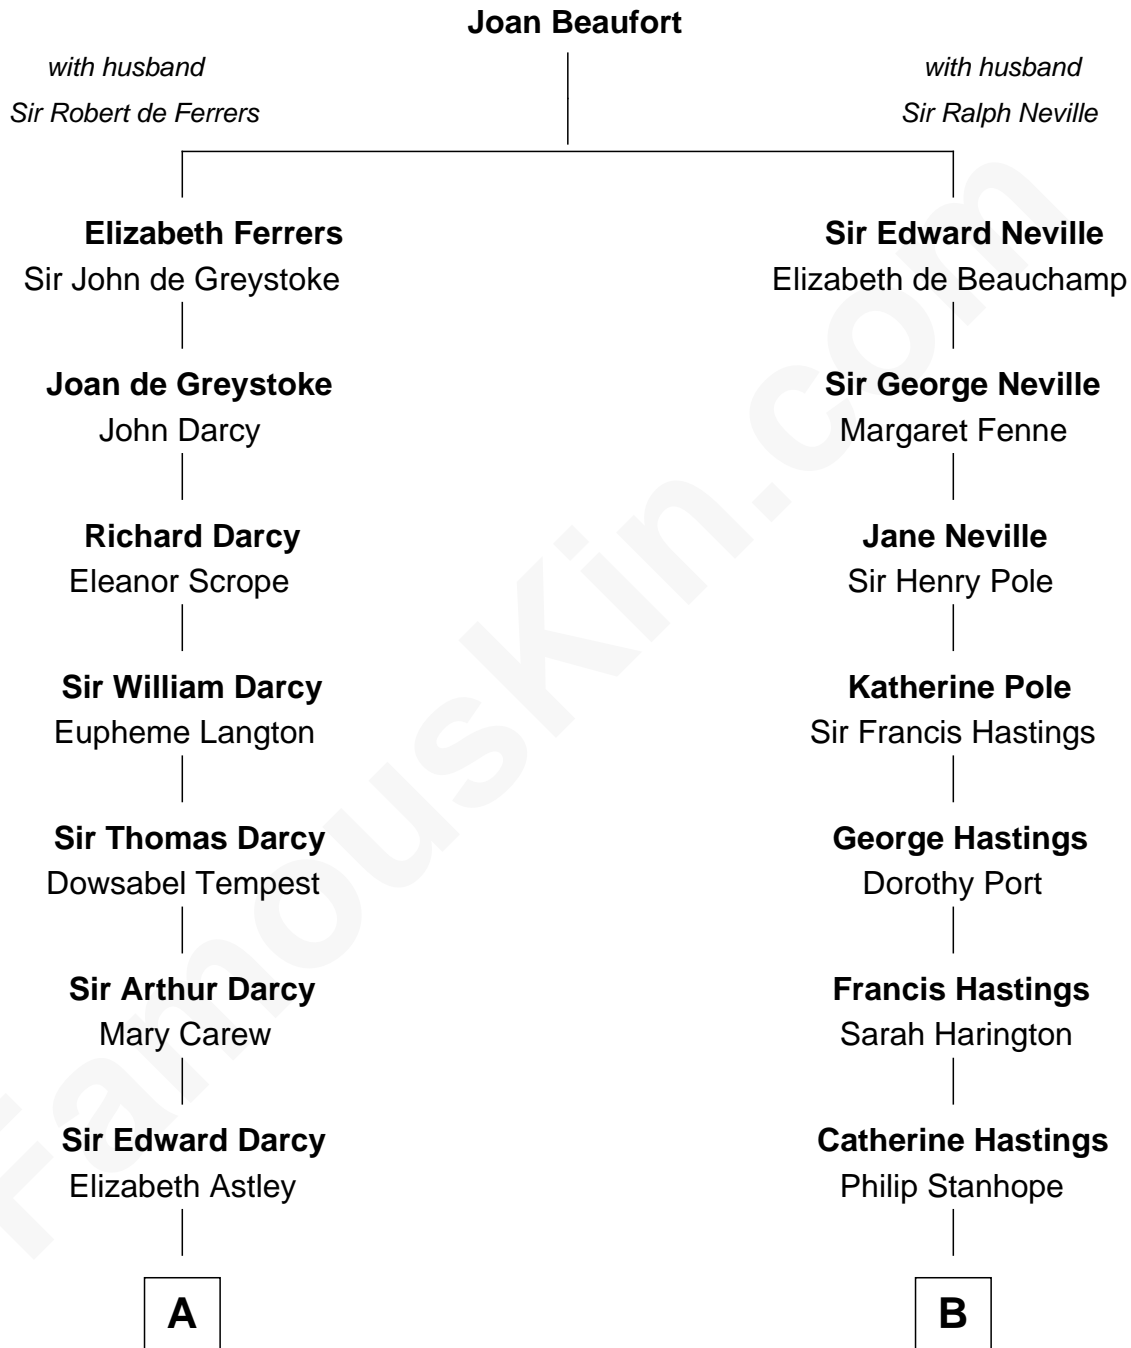 Joan Beaufort
with husband
Sir Robert de Ferrers
with husband
Sir Ralph Neville
Elizabeth Ferrers
Sir John de Greystoke
Sir Edward Neville
Elizabeth de Beauchamp
Joan de Greystoke
John Darcy
Sir George Neville
Margaret Fenne
Richard Darcy
Eleanor Scrope
Jane Neville
Sir Henry Pole
Sir William Darcy
Eupheme Langton
Katherine Pole
Sir Francis Hastings
Sir Thomas Darcy
Dowsabel Tempest
George Hastings
Dorothy Port
Sir Arthur Darcy
Mary Carew
Francis Hastings
Sarah Harington
Sir Edward Darcy
Elizabeth Astley
Catherine Hastings
Philip Stanhope
A
B
FamousKin.com